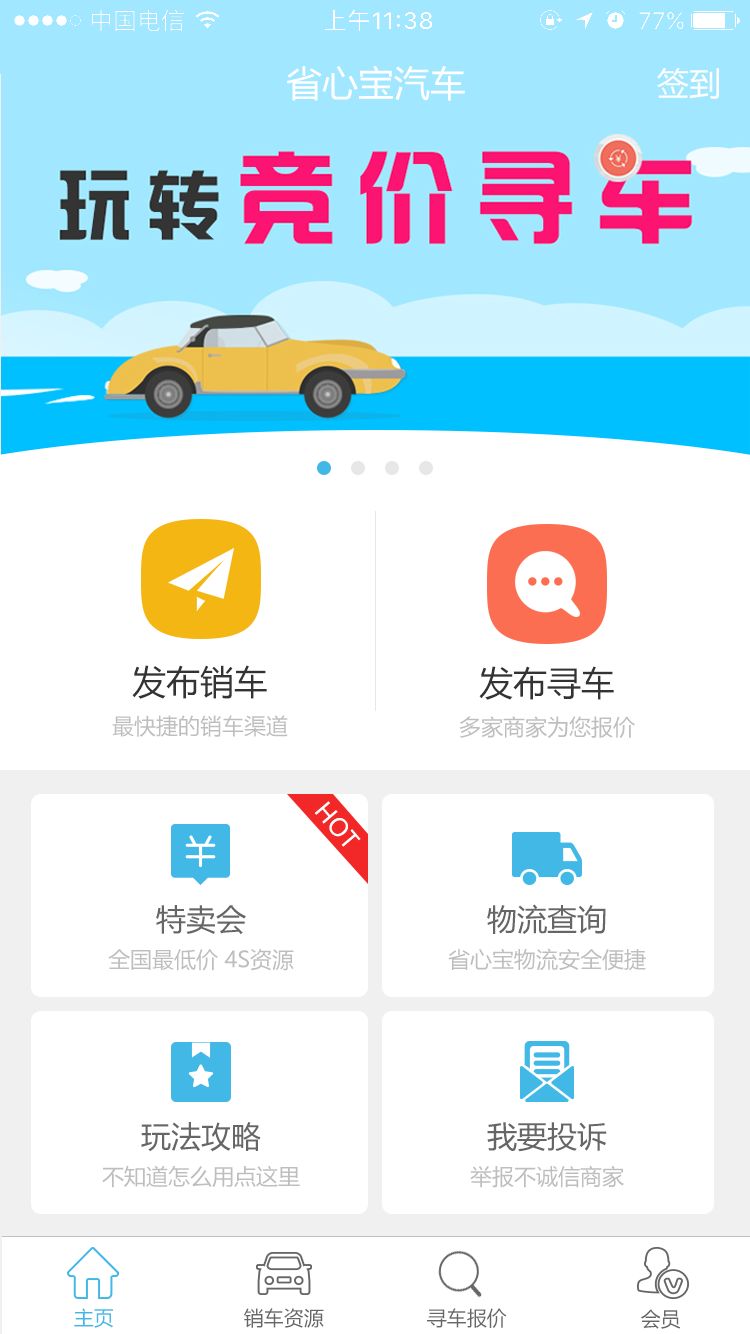 中国电信 上午11:38 77%
省心宝汽车 签到
玩转竞价寻车
发布销车
最快捷的销车渠道
发布寻车
多家商家为您报价
HOT
特卖会
全国最低价 4S资源
物流查询
省心宝物流安全便捷
玩法攻略
不知道怎么用点这里
我要投诉
举报不诚信商家
主页 销车资源 寻车报价 会员